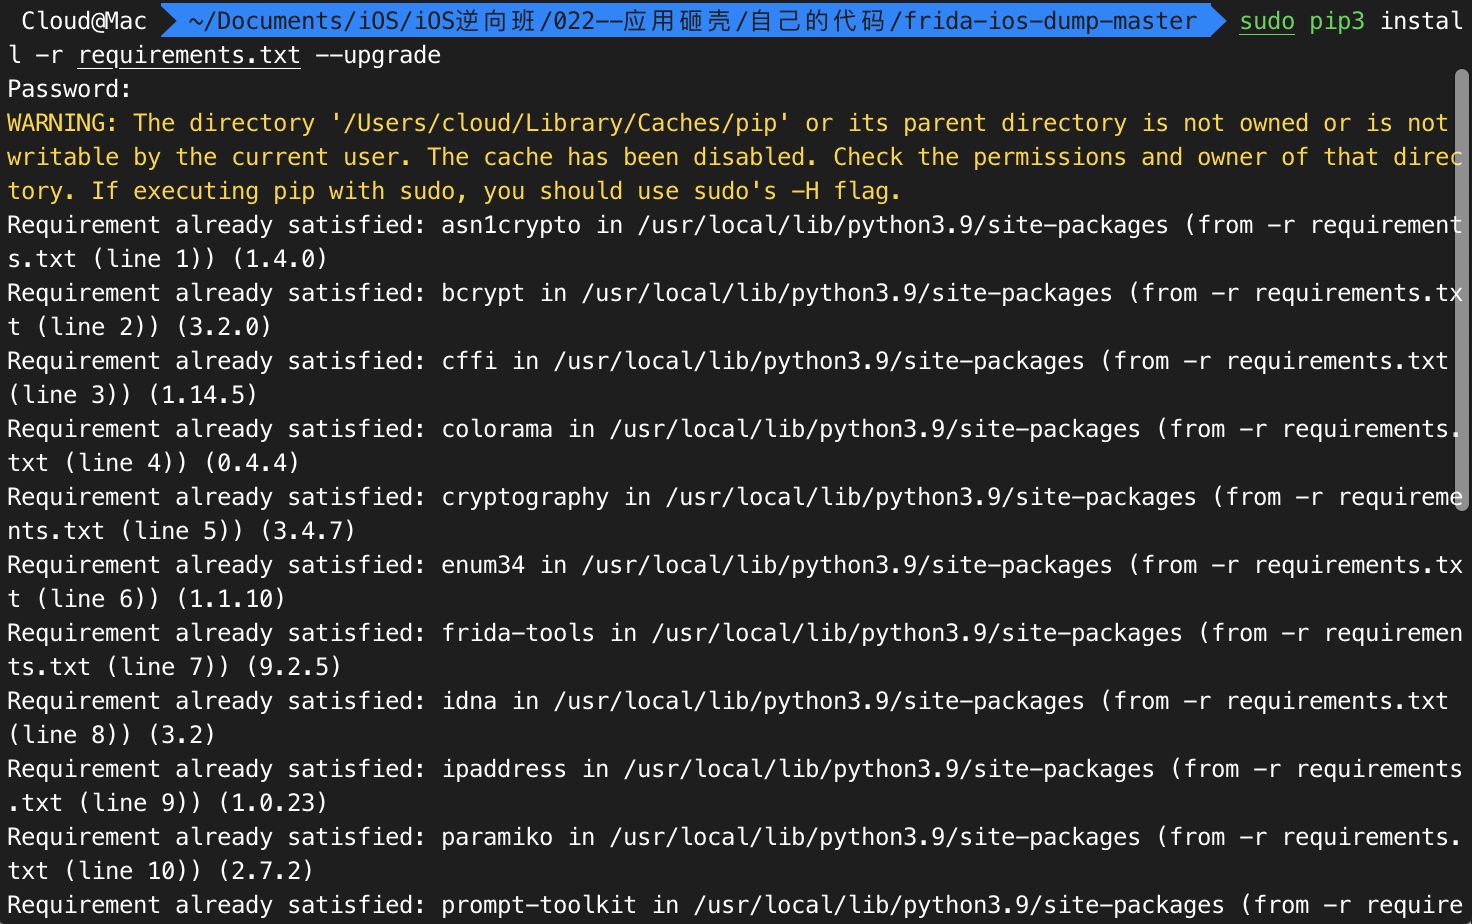 Cloud@Mac ~/Documents/iOS/iOS逆向班/022--应用砸壳/自己的代码/frida-ios-dump-master sudo pip3 instal
l -r requirements.txt --upgrade
Password:
WARNING: The directory '/Users/cloud/Library/Caches/pip' or its parent directory is not owned or is not
writable by the current user. The cache has been disabled. Check the permissions and owner of that direc
tory. If executing pip with sudo, you should use sudo's -H flag.
Requirement already satisfied: asn1crypto in /usr/local/lib/python3.9/site-packages (from -r requirement
s.txt (line 1)) (1.4.0)
Requirement already satisfied: bcrypt in /usr/local/lib/python3.9/site-packages (from -r requirements.tx
t (line 2)) (3.2.0)
Requirement already satisfied: cffi in /usr/local/lib/python3.9/site-packages (from -r requirements.txt
(line 3)) (1.14.5)
Requirement already satisfied: colorama in /usr/local/lib/python3.9/site-packages (from -r requirements.
txt (line 4)) (0.4.4)
Requirement already satisfied: cryptography in /usr/local/lib/python3.9/site-packages (from -r requireme
nts.txt (line 5)) (3.4.7)
Requirement already satisfied: enum34 in /usr/local/lib/python3.9/site-packages (from -r requirements.tx
t (line 6)) (1.1.10)
Requirement already satisfied: frida-tools in /usr/local/lib/python3.9/site-packages (from -r requiremen
ts.txt (line 7)) (9.2.5)
Requirement already satisfied: idna in /usr/local/lib/python3.9/site-packages (from -r requirements.txt
(line 8)) (3.2)
Requirement already satisfied: ipaddress in /usr/local/lib/python3.9/site-packages (from -r requirements
.txt (line 9)) (1.0.23)
Requirement already satisfied: paramiko in /usr/local/lib/python3.9/site-packages (from -r requirements.
txt (line 10)) (2.7.2)
Requirement already satisfied: prompt-toolkit in /usr/local/lib/python3.9/site-packages (from -r require